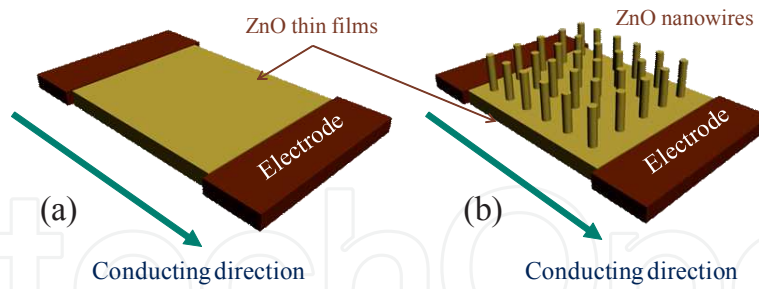 ZnO thin films
ZnO nanowires
Electrode
Electrode
(a)
(b)
Conducting direction
Conducting direction